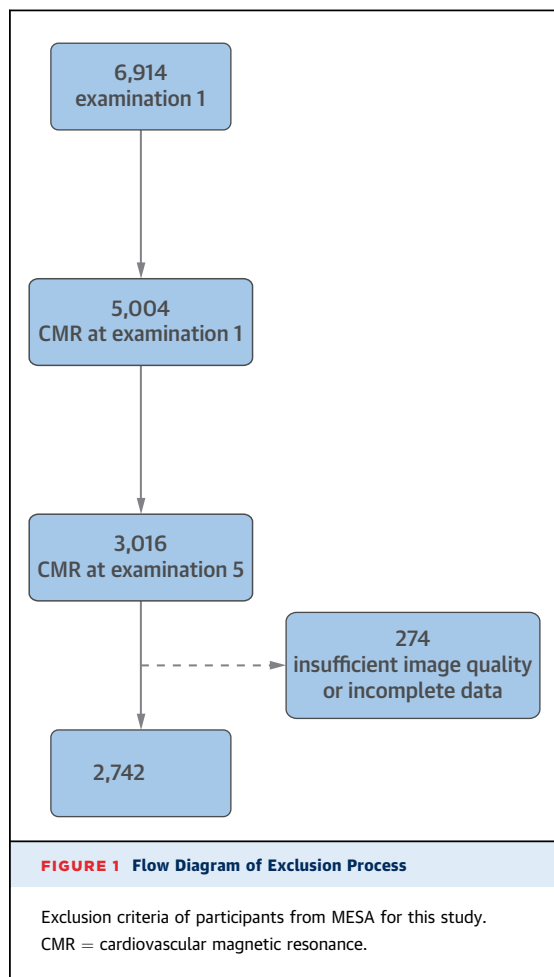 6,914
examination 1
5,004
CMR at examination 1
3,016
CMR at examination 5
274
insufficient image quality
or incomplete data
2,742
FIGURE 1 Flow Diagram of Exclusion Process
Exclusion criteria of participants from MESA for this study.
CMR = cardiovascular magnetic resonance.